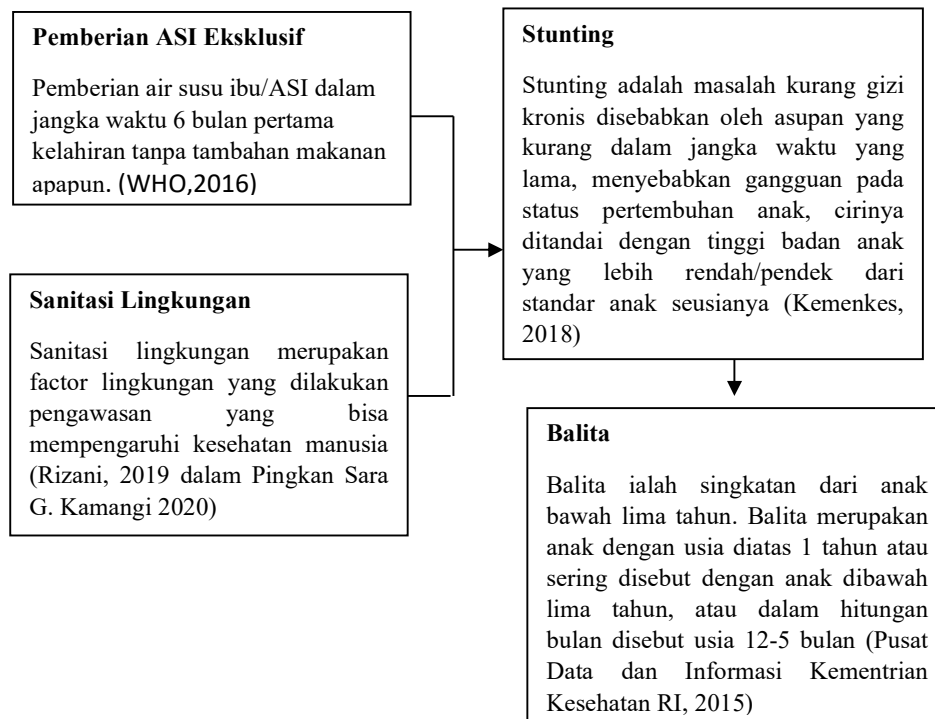 Pemberian ASI Eksklusif
Pemberian air susu ibu/ASI dalam
jangka waktu 6 bulan pertama
kelahiran tanpa tambahan makanan
apapun. (WHO,2016)
Sanitasi Lingkungan
Sanitasi lingkungan merupakan
factor lingkungan yang dilakukan
pengawasan yang bisa
mempengaruhi kesehatan manusia
(Rizani, 2019 dalam Pingkan Sara
G. Kamangi 2020)
Stunting
Stunting adalah masalah kurang gizi
kronis disebabkan oleh asupan yang
kurang dalam jangka waktu yang
lama, menyebabkan gangguan pada
status pertembuhan anak, cirinya
ditandai dengan tinggi badan anak
yang lebih rendah/pendek dari
standar anak seusianya (Kemenkes,
2018)
Balita
Balita ialah singkatan dari anak
bawah lima tahun. Balita merupakan
anak dengan usia diatas 1 tahun atau
sering disebut dengan anak dibawah
lima tahun, atau dalam hitungan
bulan disebut usia 12-5 bulan (Pusat
Data dan Informasi Kementrian
Kesehatan RI, 2015)